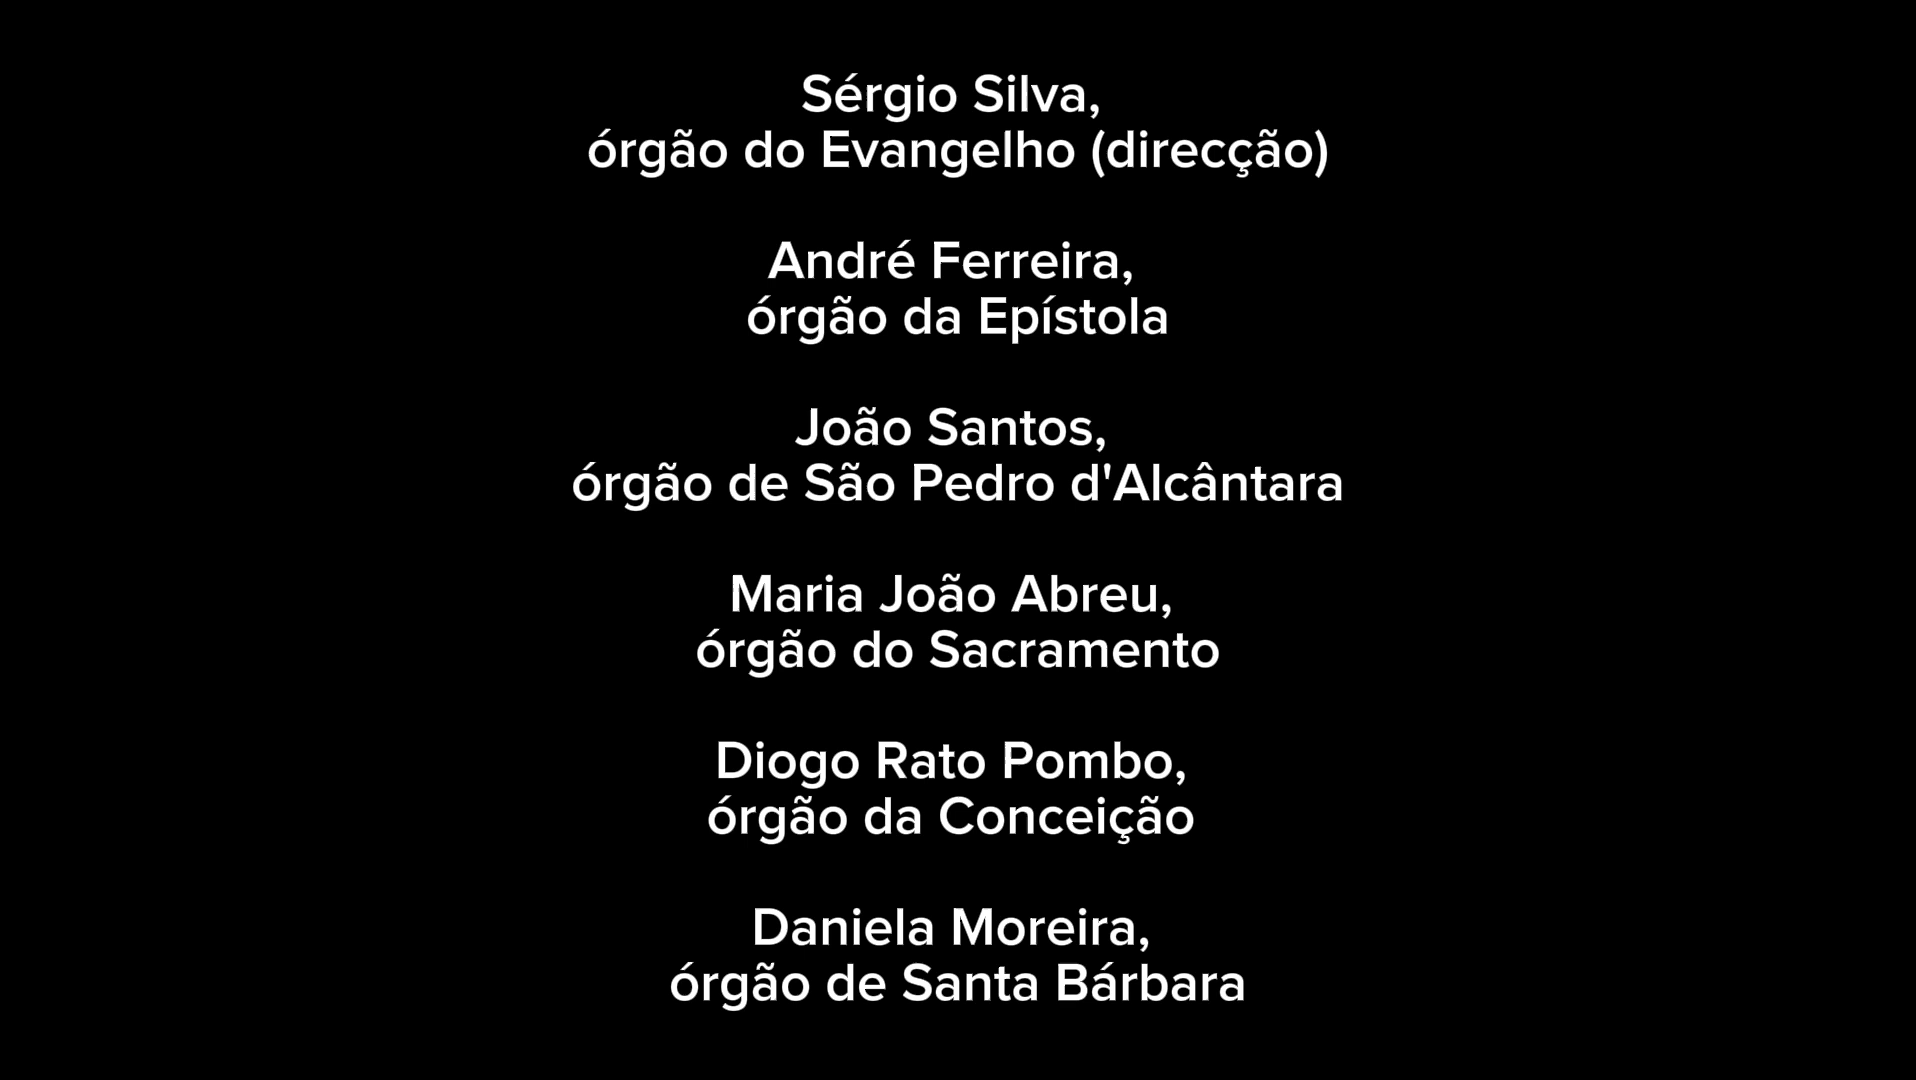 Sérgio Silva,
órgão do Evangelho (direcção)
André Ferreira,
órgão da Epístola
João Santos,
órgão de São Pedro d'Alcântara
Maria João Abreu,
órgão do Sacramento
Diogo Rato Pombo,
órgão da Conceição
Daniela Moreira,
órgão de Santa Bárbara